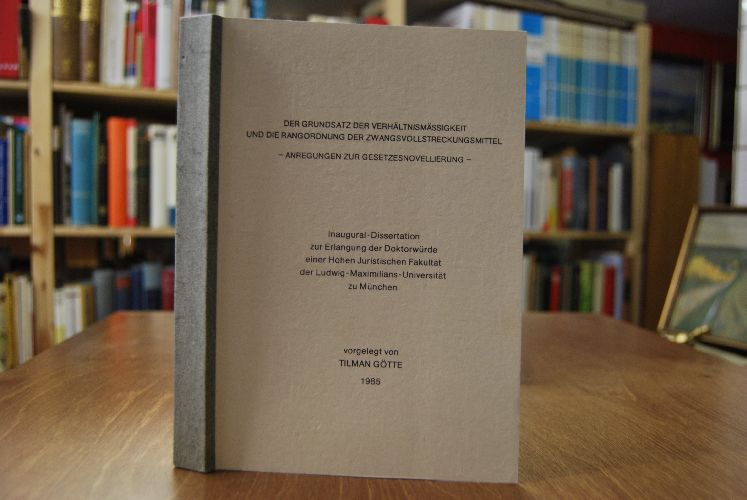 DER GRUNDSATZ DER VERHÄLTNISMÄSSIGKEIT
UND DIE RANGORDNUNG DER ZWANGSVOLLSTRECKUNGSMITTEL
– ANREGUNGEN ZUR GESETZESNOVELLIERUNG –
Inaugural-Dissertation
zur Erlangung der Doktorwürde
einer Hohen Juristischen Fakultät
der Ludwig-Maximilians-Universität
zu München
vorgelegt von
TILMAN GÖTTE
1985